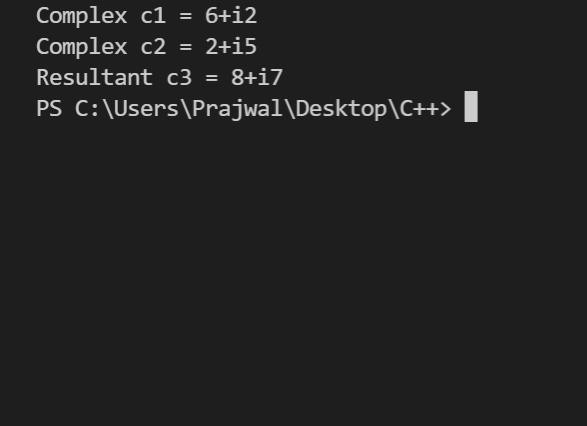 Complex c1 = 6+i2
Complex c2 = 2+i5
Resultant c3 = 8+i7
PS C:\Users\Prajwal\Desktop\C++>